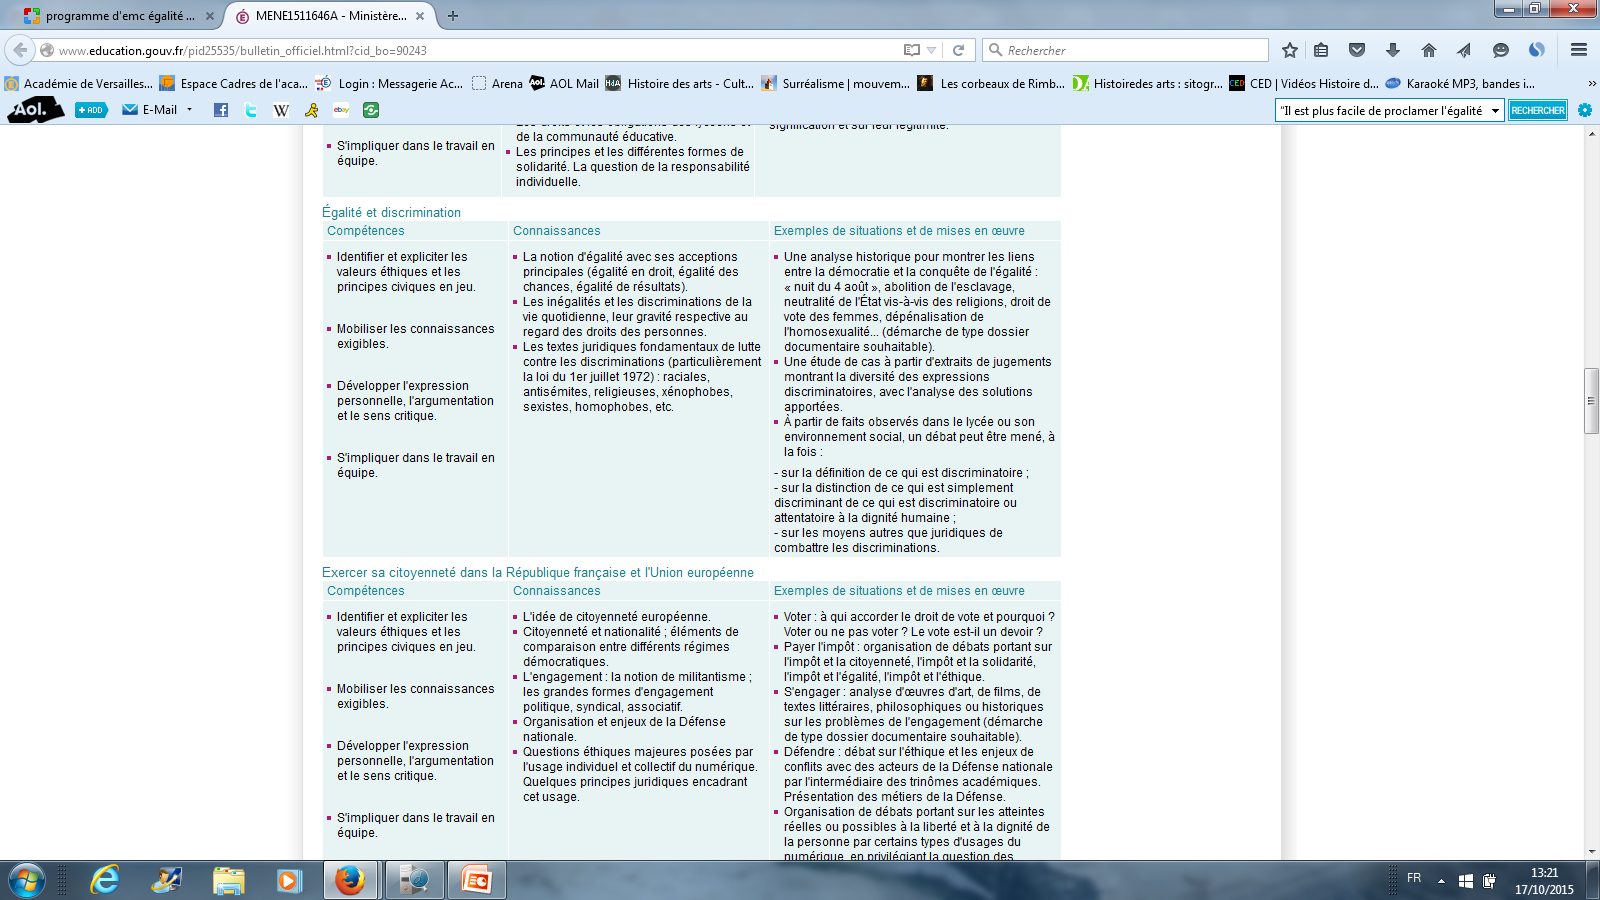 programme d'emc égalité ...
MENE1511646A - Ministère...
www.education.gouv.fr/pid25535/bulletin_officiel.html?cid_bo=90243
Rechercher
Académie de Versailles...
Espace Cadres de l'aca...
Login : Messagerie Ac...
Arena
AOL Mail
Histoire des arts - Cult...
Surréalisme | mouvem...
Les corbeaux de Rimb...
Histoiredes arts : sitogr...
CED | Vidéos Histoire d...
Karaoké MP3, bandes i...
Aol.
+ ADD
E-Mail
"Il est plus facile de proclamer l'égalité
RECHERCHER
S'impliquer dans le travail en
équipe.
de la communauté éducative.
Les principes et les différentes formes de
solidarité. La question de la responsabilité
individuelle.
signification et sur leur légitimité.
Égalité et discrimination
Compétences
Connaissances
Exemples de situations et de mises en œuvre
Identifier et expliciter les
valeurs éthiques et les
principes civiques en jeu.
Mobiliser les connaissances
exigibles.
Développer l'expression
personnelle, l'argumentation
et le sens critique.
S'impliquer dans le travail en
équipe.
La notion d'égalité avec ses acceptions
principales (égalité en droit, égalité des
chances, égalité de résultats).
Les inégalités et les discriminations de la
vie quotidienne, leur gravité respective au
regard des droits des personnes.
Les textes juridiques fondamentaux de lutte
contre les discriminations (particulièrement
la loi du 1er juillet 1972) : raciales,
antisémites, religieuses, xénophobes,
sexistes, homophobes, etc.
Une analyse historique pour montrer les liens
entre la démocratie et la conquête de l'égalité :
« nuit du 4 août », abolition de l'esclavage,
neutralité de l'État vis-à-vis des religions, droit de
vote des femmes, dépénalisation de
l'homosexualité... (démarche de type dossier
documentaire souhaitable).
Une étude de cas à partir d'extraits de jugements
montrant la diversité des expressions
discriminatoires, avec l'analyse des solutions
apportées.
À partir de faits observés dans le lycée ou son
environnement social, un débat peut être mené, à
la fois :
- sur la définition de ce qui est discriminatoire ;
- sur la distinction de ce qui est simplement
discriminant de ce qui est discriminatoire ou
attentatoire à la dignité humaine ;
- sur les moyens autres que juridiques de
combattre les discriminations.
Exercer sa citoyenneté dans la République française et l'Union européenne
Compétences
Connaissances
Exemples de situations et de mises en œuvre
Identifier et expliciter les
valeurs éthiques et les
principes civiques en jeu.
Mobiliser les connaissances
exigibles.
Développer l'expression
personnelle, l'argumentation
et le sens critique.
S'impliquer dans le travail en
équipe.
L'idée de citoyenneté européenne.
Citoyenneté et nationalité ; éléments de
comparaison entre différents régimes
démocratiques.
L'engagement : la notion de militantisme ;
les grandes formes d'engagement
politique, syndical, associatif.
Organisation et enjeux de la Défense
nationale.
Questions éthiques majeures posées par
l'usage individuel et collectif du numérique.
Quelques principes juridiques encadrant
cet usage.
Voter : à qui accorder le droit de vote et pourquoi ?
Voter ou ne pas voter ? Le vote est-il un devoir ?
Payer l'impôt : organisation de débats portant sur
l'impôt et la citoyenneté, l'impôt et la solidarité,
l'impôt et l'égalité, l'impôt et l'éthique.
S'engager : analyse d'œuvres d'art, de films, de
textes littéraires, philosophiques ou historiques
sur les problèmes de l'engagement (démarche
de type dossier documentaire souhaitable).
Défendre : débat sur l'éthique et les enjeux de
conflits avec des acteurs de la Défense nationale
par l'intermédiaire des trinômes académiques.
Présentation des métiers de la Défense.
Organisation de débats portant sur les atteintes
réelles ou possibles à la liberté et à la dignité de
la personne par certains types d'usages du
numérique, en privilégiant la question des
FR
13:21
17/10/2015